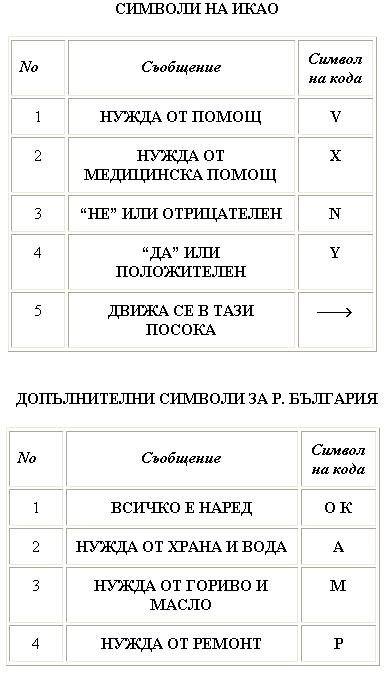 СИМВОЛИ НА ИКАО
No Съобщение Символ
на кода
1 НУЖДА ОТ ПОМОЩ V
2 НУЖДА ОТ X
МЕДИЦИНСКА ПОМОЩ
3 “НЕ” ИЛИ ОТРИЦАТЕЛЕН N
4 “ДА” ИЛИ Y
ПОЛОЖИТЕЛЕН
5 ДВИЖА СЕ В ТАЗИ →
ПОСОКА
ДОПЪЛНИТЕЛНИ СИМВОЛИ ЗА Р. БЪЛГАРИЯ
No Съобщение Символ
на кода
1 ВСИЧКО Е НАРЕД О К
2 НУЖДА ОТ ХРАНА И ВОДА А
3 НУЖДА ОТ ГОРИВО И М
МАСЛО
4 НУЖДА ОТ РЕМОНТ Р